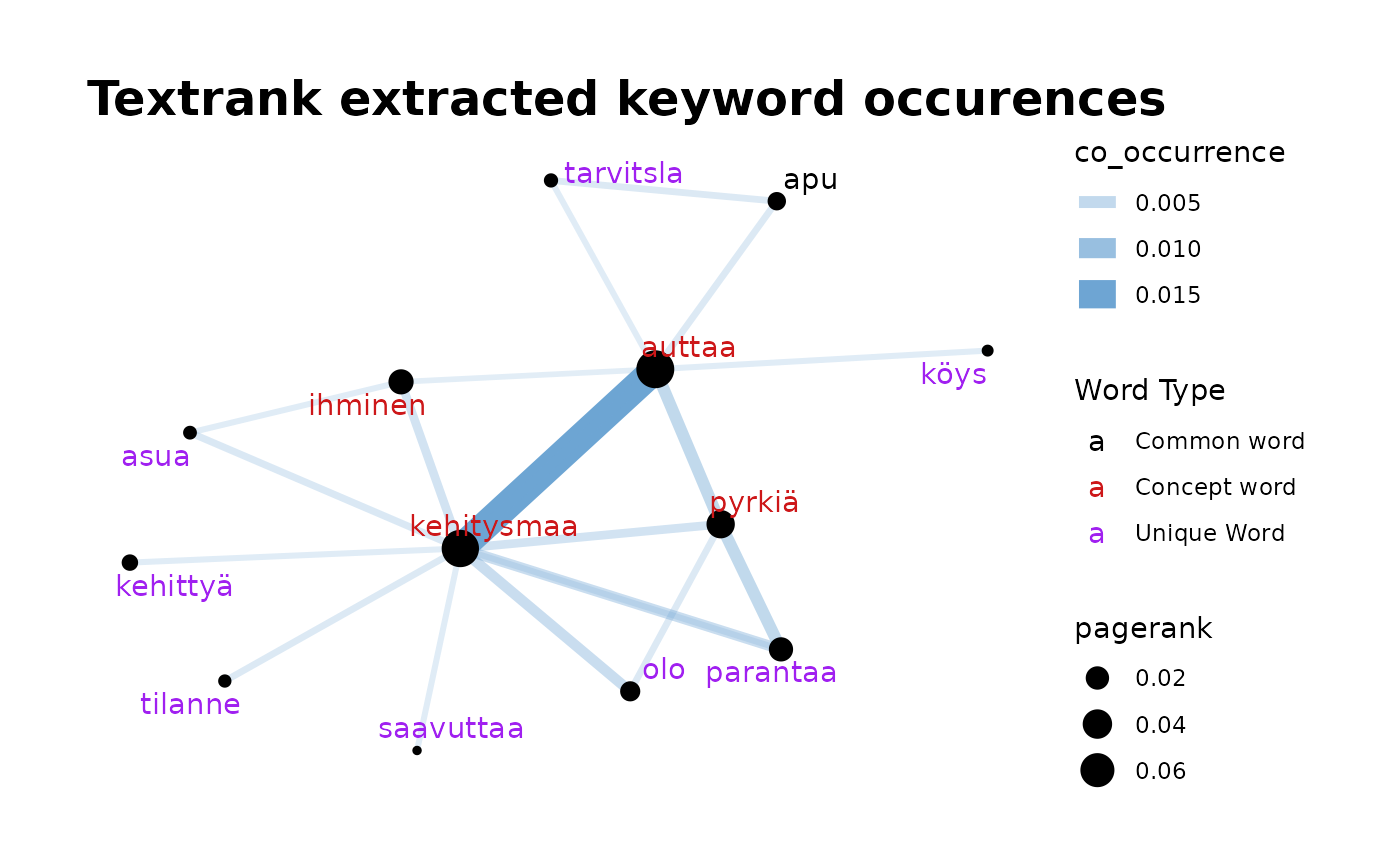 Textrank extracted keyword occurences
tarvitsla
apu
auttaa
köys
ihminen
asua
kehitysmaa
pyrkiä
kehittyä
olo
parantaa
tilanne
saavuttaa
co_occurrence
0.005
0.010
0.015
Word Type
a Common word
a Concept word
a Unique Word
pagerank
0.02
0.04
0.06